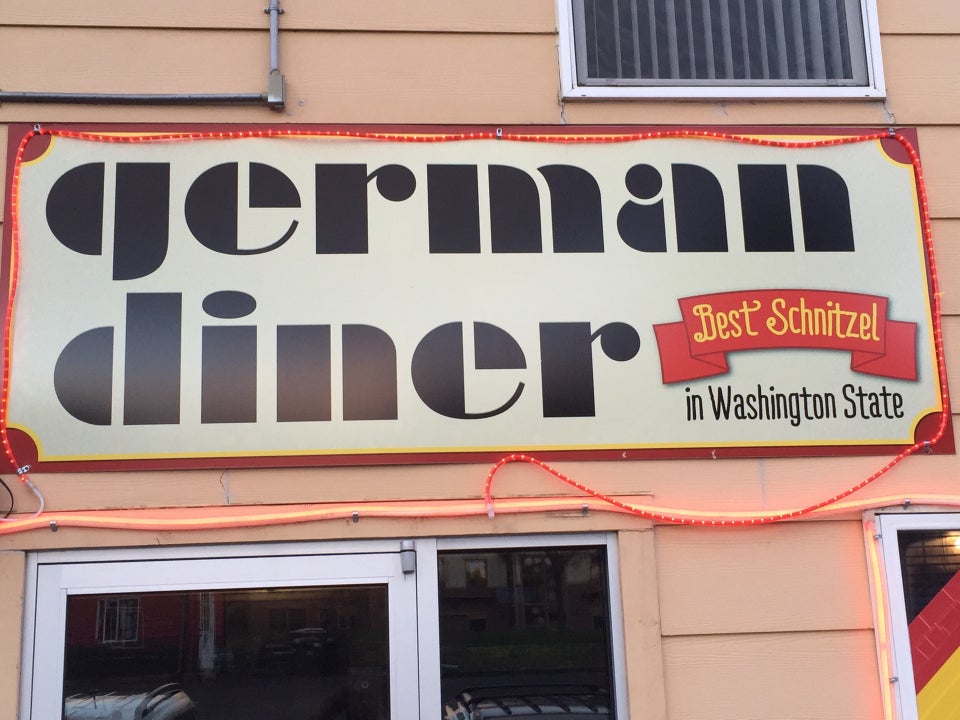 german
diner
Best Schnitzel
in Washington State